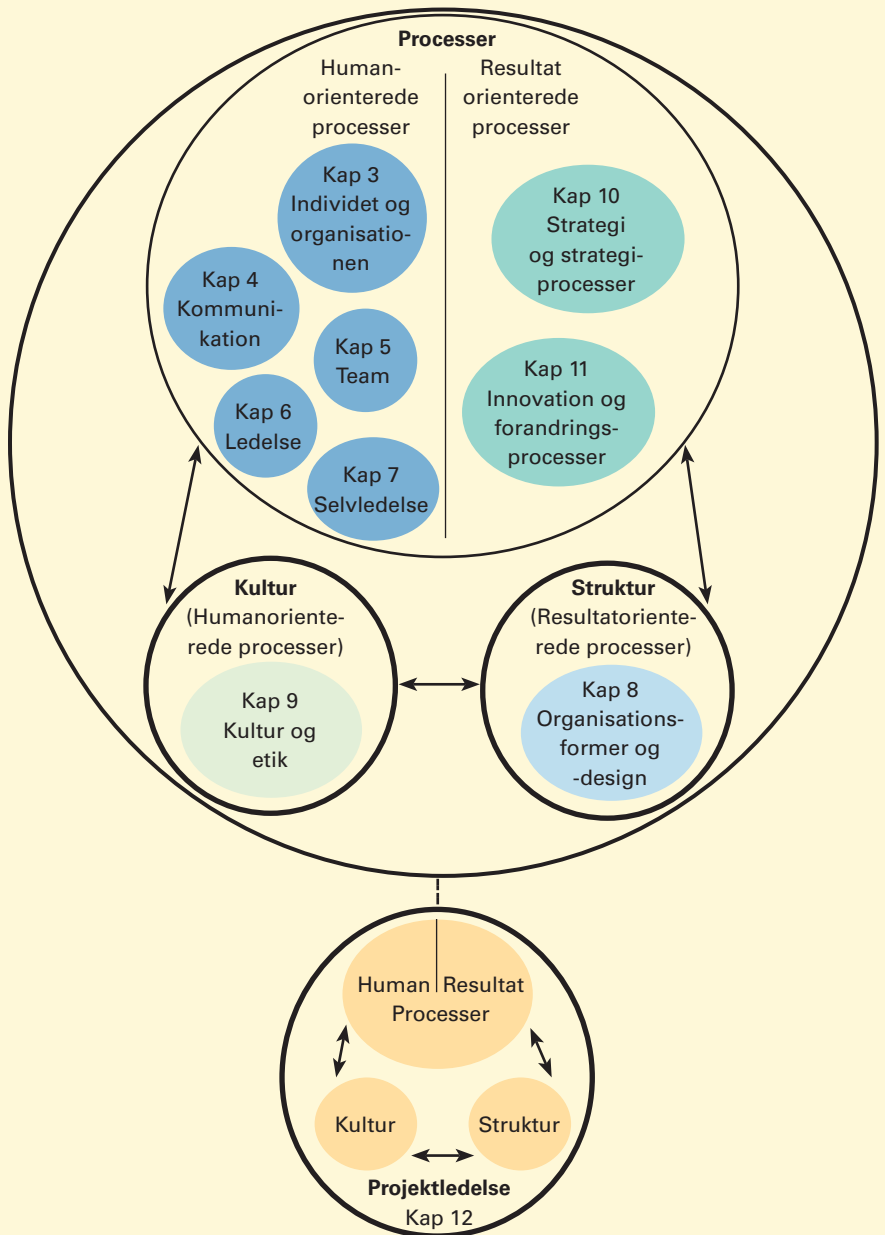 Processer
Human-
orienterede
processer
Resultat
orienterede
processer
Kap 3
Individet og
organisatio-
nen
Kap 4
Kommuni-
kation
Kap 5
Team
Kap 6
Ledelse
Kap 7
Selvledelse
Kap 10
Strategi
og strategi-
processer
Kap 11
Innovation og
forandrings-
processer
Kultur
(Humanoriente-
rede processer)
Kap 9
Kultur og
etik
Struktur
(Resultatoriente-
rede processer)
Kap 8
Organisations-
former og
-design
Human Resultat
Processer
Kultur
Struktur
Projektledelse
Kap 12